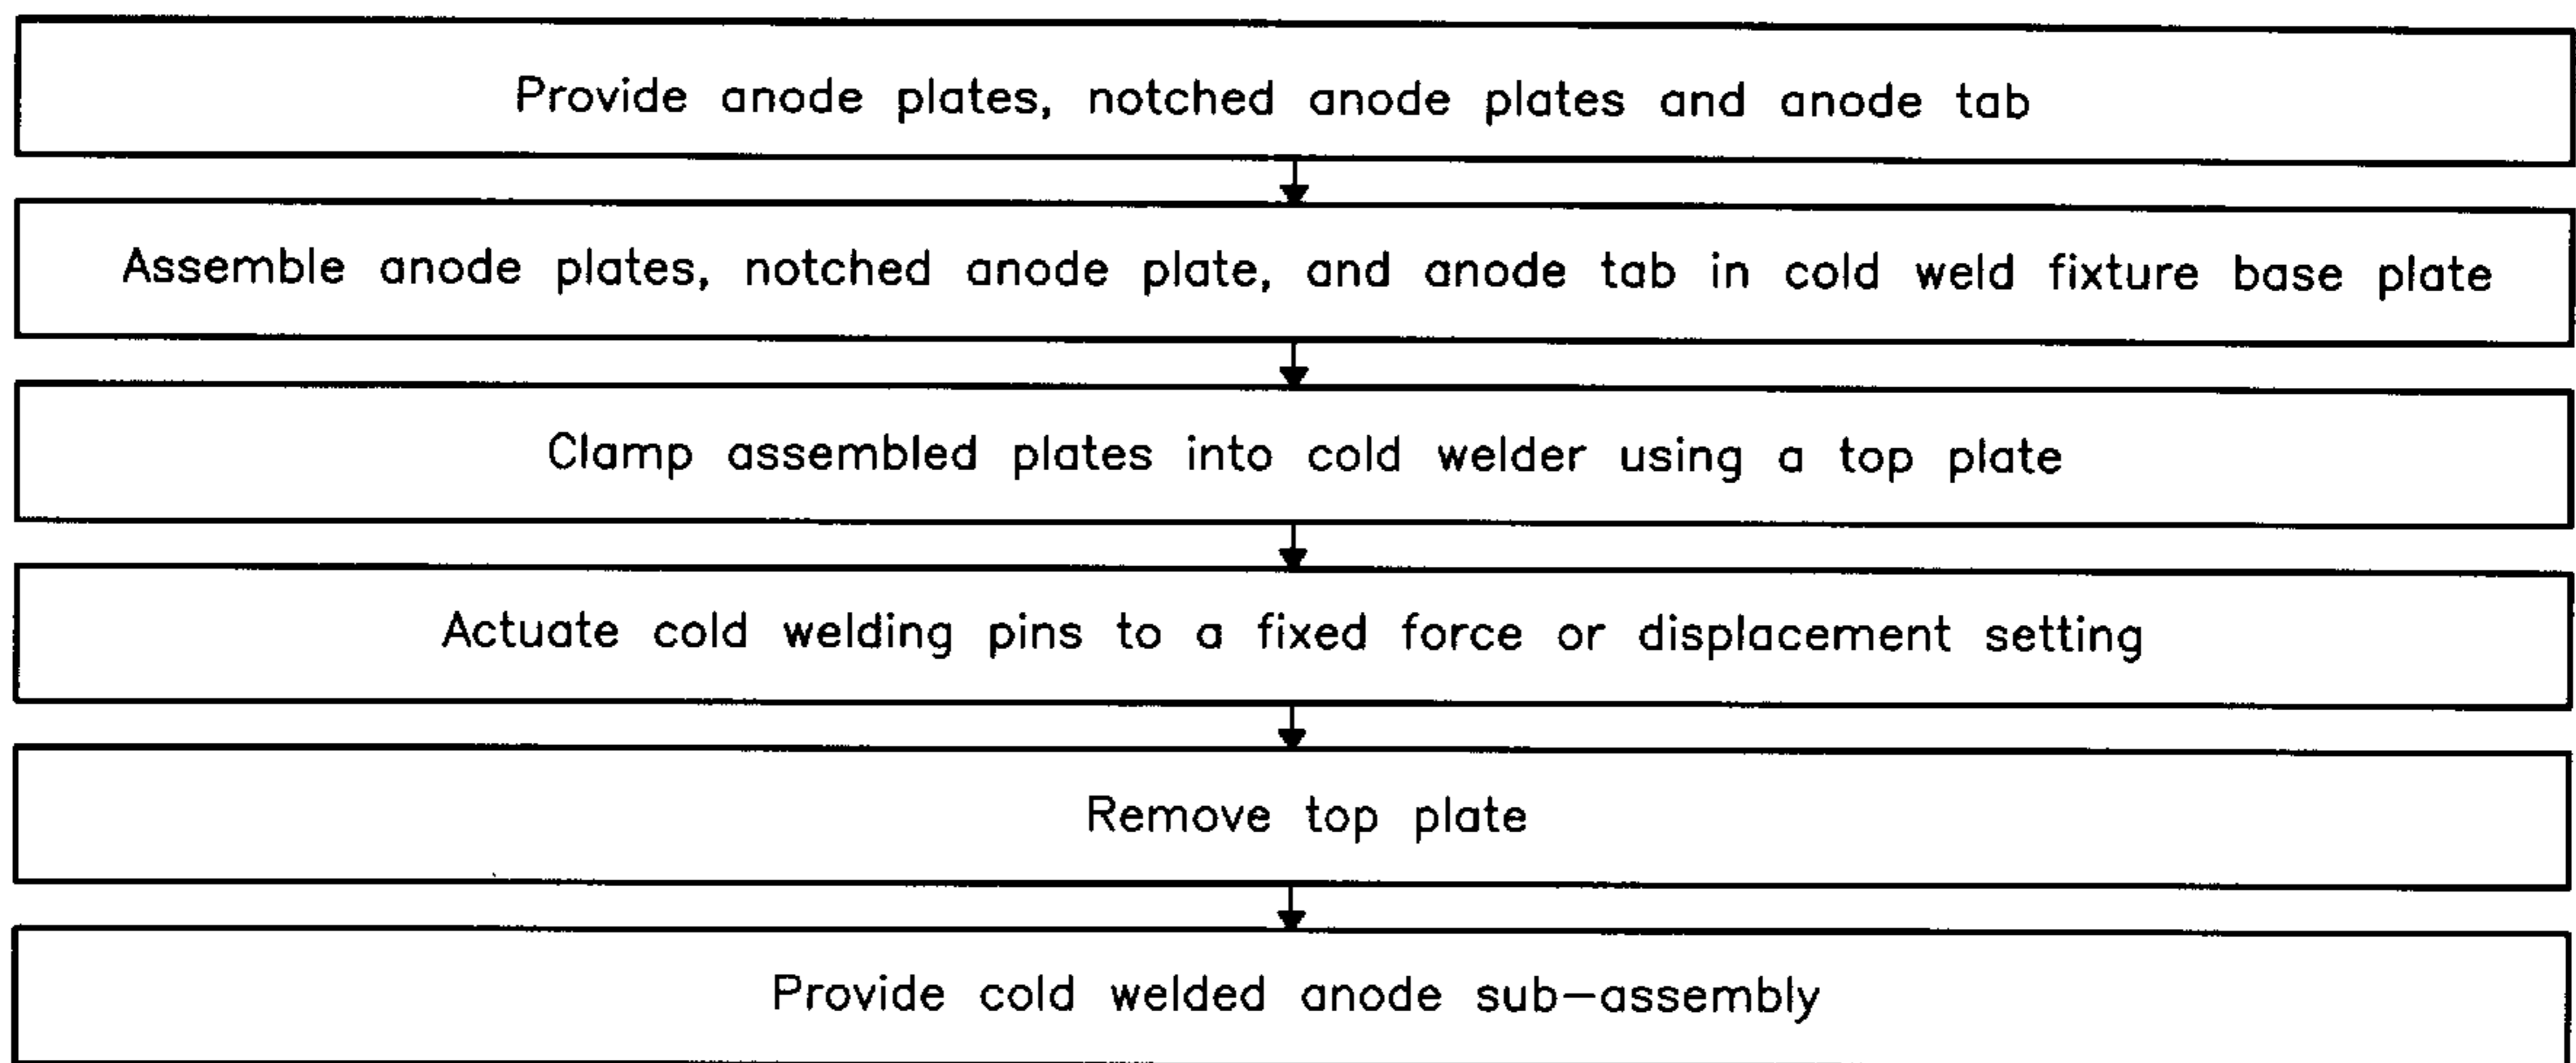 Provide anode plates, notched anode plates and anode tab
Assemble anode plates, notched anode plate, and anode tab in cold weld fixture base plate
Clamp assembled plates into cold welder using a top plate
Actuate cold welding pins to a fixed force or displacement setting
Remove top plate
Provide cold welded anode sub-assembly